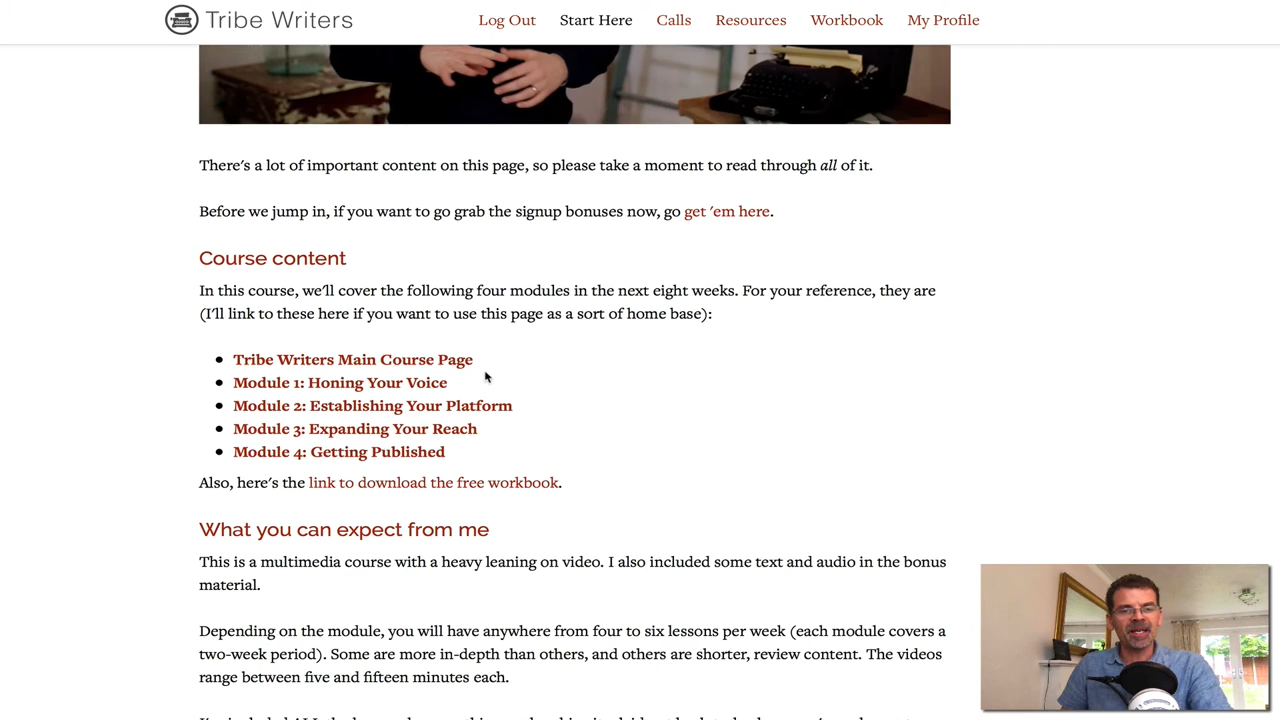 Tribe Writers
Log Out Start Here Calls Resources Workbook My Profile
There's a lot of important content on this page, so please take a moment to read through all of it.
Before we jump in, if you want to go grab the signup bonuses now, go get 'em here.
Course content
In this course, we'll cover the following four modules in the next eight weeks. For your reference, they are
(I'll link to these here if you want to use this page as a sort of home base):
Tribe Writers Main Course Page
Module 1: Honing Your Voice
Module 2: Establishing Your Platform
Module 3: Expanding Your Reach
Module 4: Getting Published
Also, here's the link to download the free workbook.
What you can expect from me
This is a multimedia course with a heavy leaning on video. I also included some text and audio in the bonus
material.
Depending on the module, you will have anywhere from four to six lessons per week (each module covers a
two-week period). Some are more in-depth than others, and others are shorter, review content. The videos
range between five and fifteen minutes each.